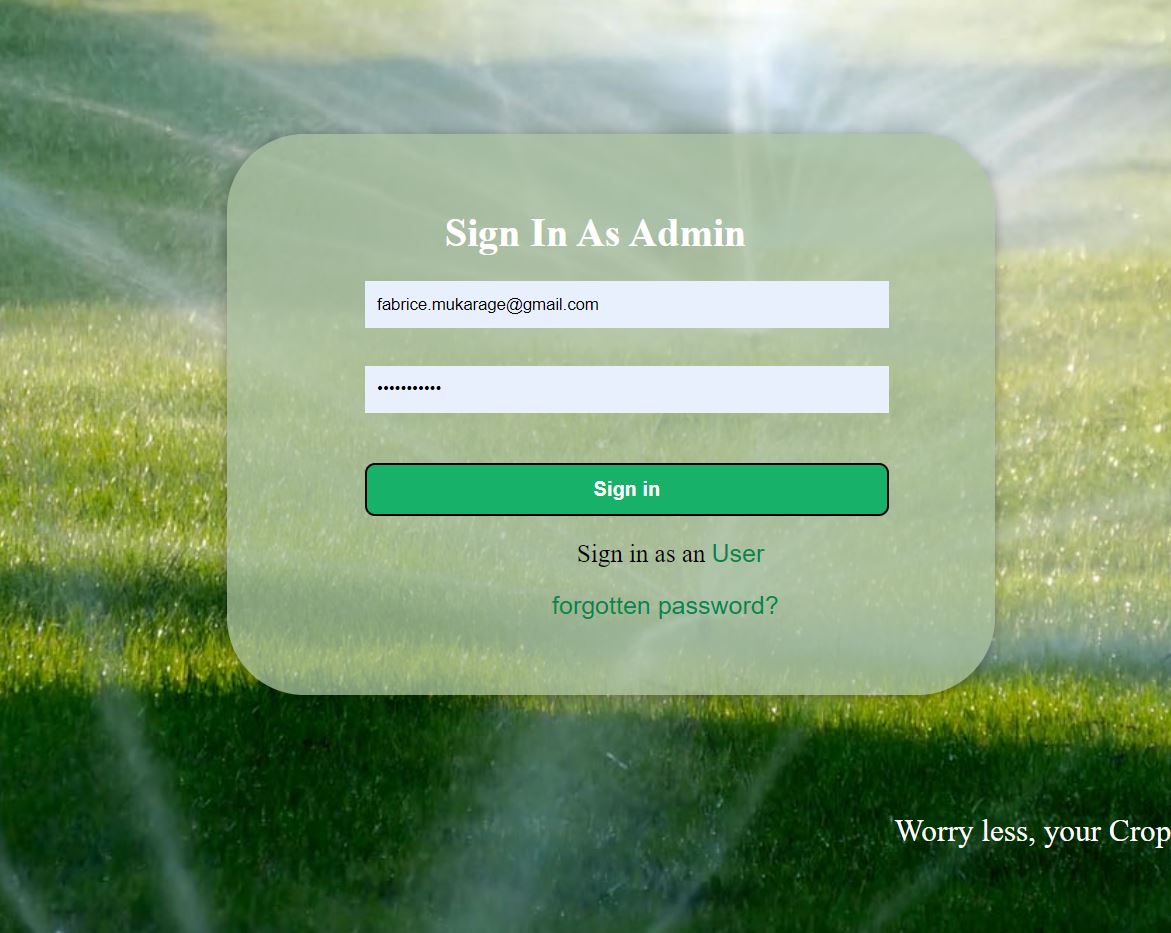 Sign In As Admin
fabrice.mukarage@gmail.com
•••••••••••
Sign in
Sign in as an User
forgotten password?
Worry less, your Crop